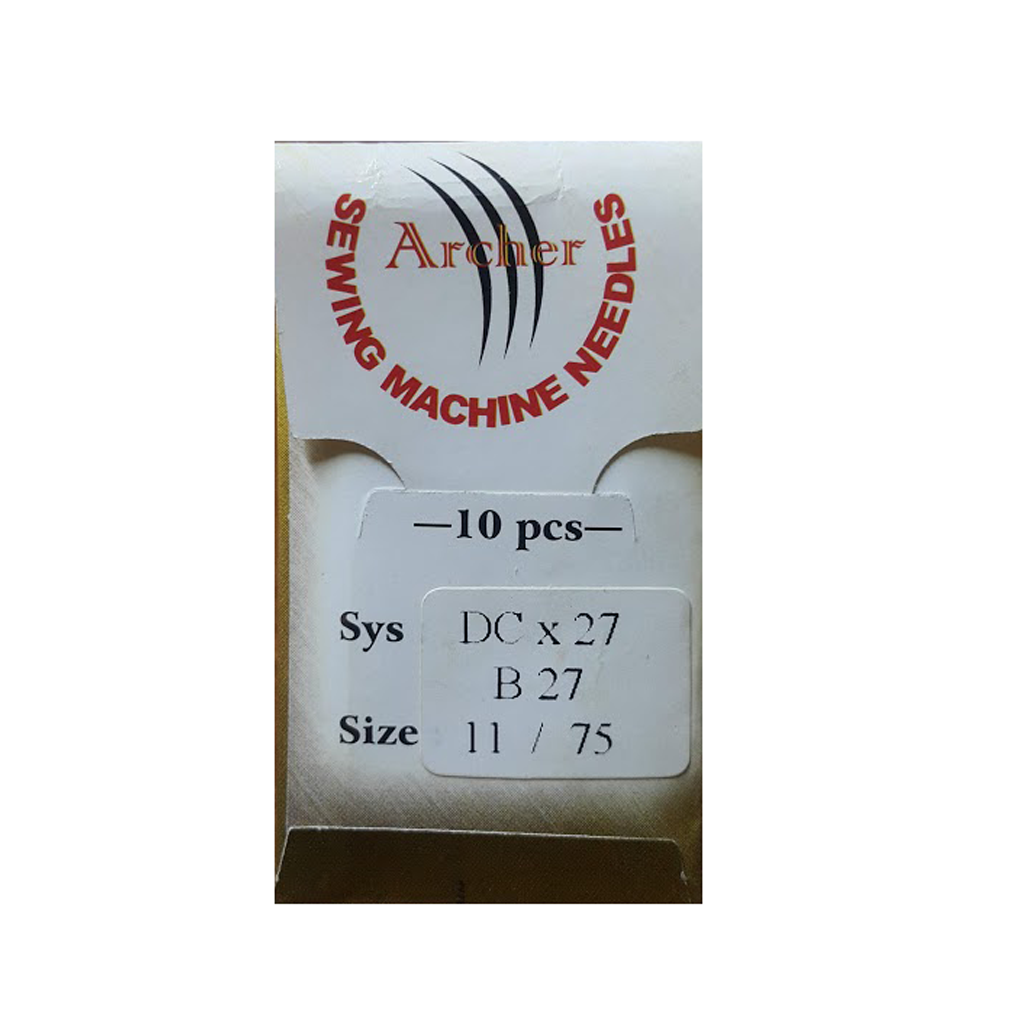 Archer
SEWING MACHINE NEEDLES
—10 pcs—
Sys DC x 27
B 27
Size 11 / 75